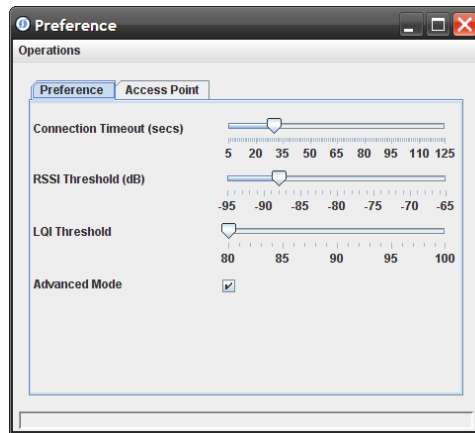 Preference
Operations
Preference Access Point
Connection Timeout (secs)
5 20 35 50 65 80 95 110 125
RSSI Threshold (dB)
-95 -90 -85 -80 -75 -70 -65
LQI Threshold
80 85 90 95 100
Advanced Mode